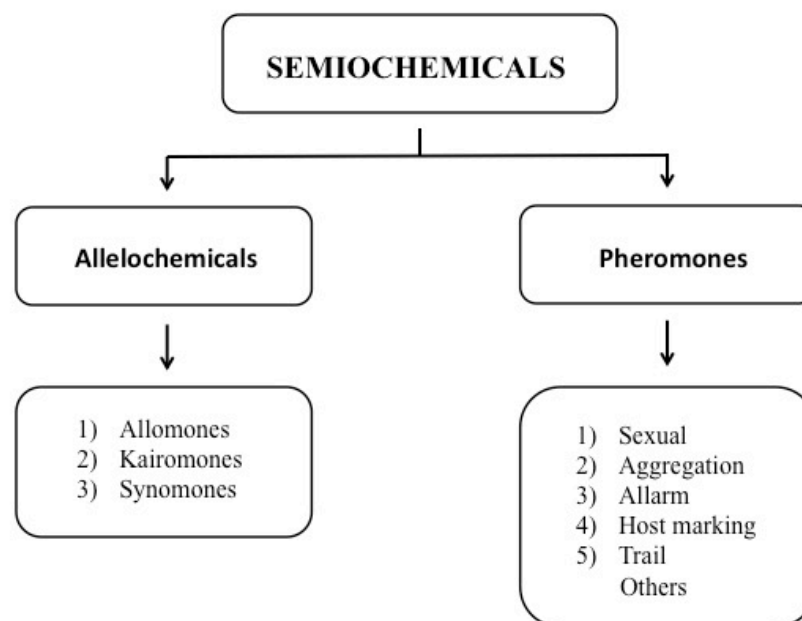 SEMIOCHEMICALS
Allelochemicals
Pheromones
1) Allomones
2) Kairomones
3) Synomones
1) Sexual
2) Aggregation
3) Allarm
4) Host marking
5) Trail
Others